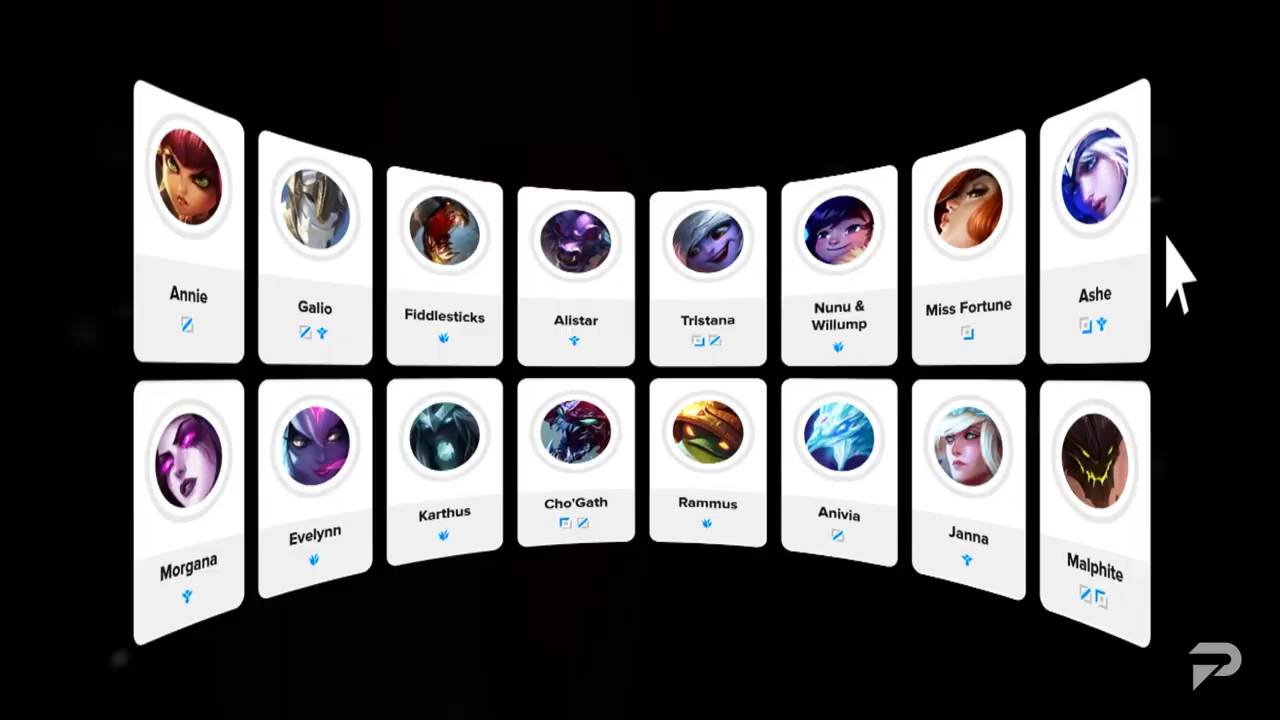 Annie
Galio
Fiddlesticks
Alistar
Tristana
Nunu &
Willump
Miss Fortune
Ashe
Morgana
Evelynn
Karthus
Cho'Gath
Rammus
Anivia
Janna
Malphite